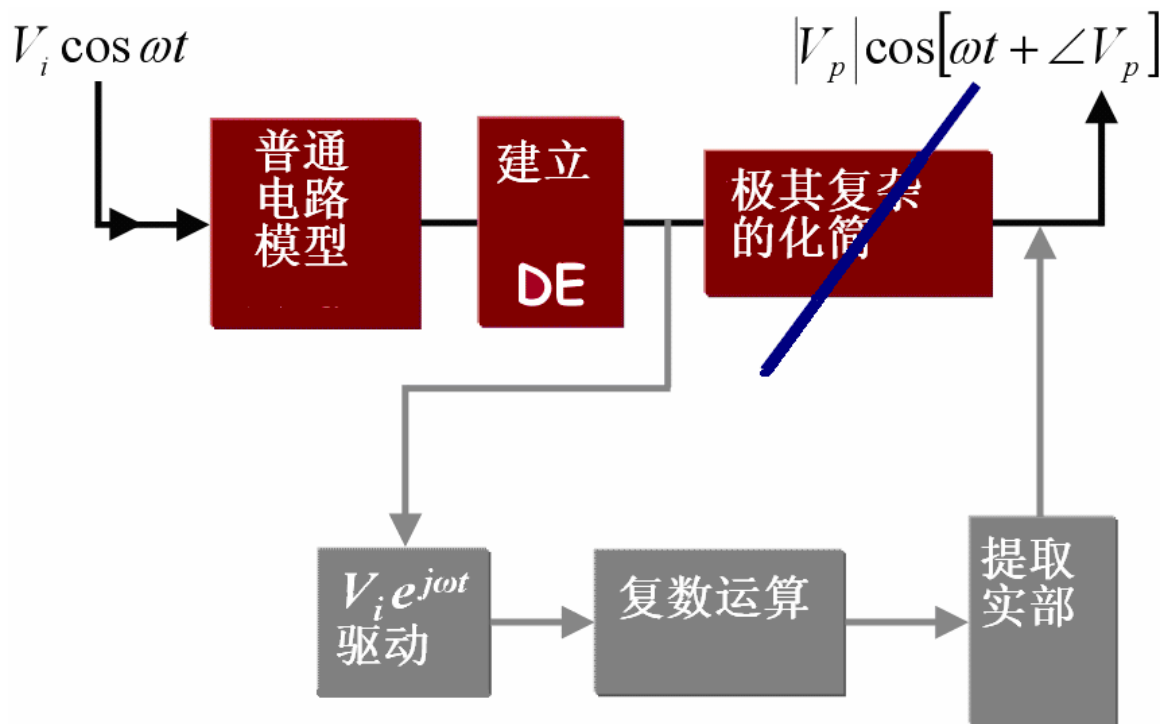 V_i cos ωt
|V_p| cos[ωt + ∠V_p]
普通
电路
模型
建立
DE
极其复杂
的化简
V_i e^{jωt}
驱动
复数运算
提取
实部